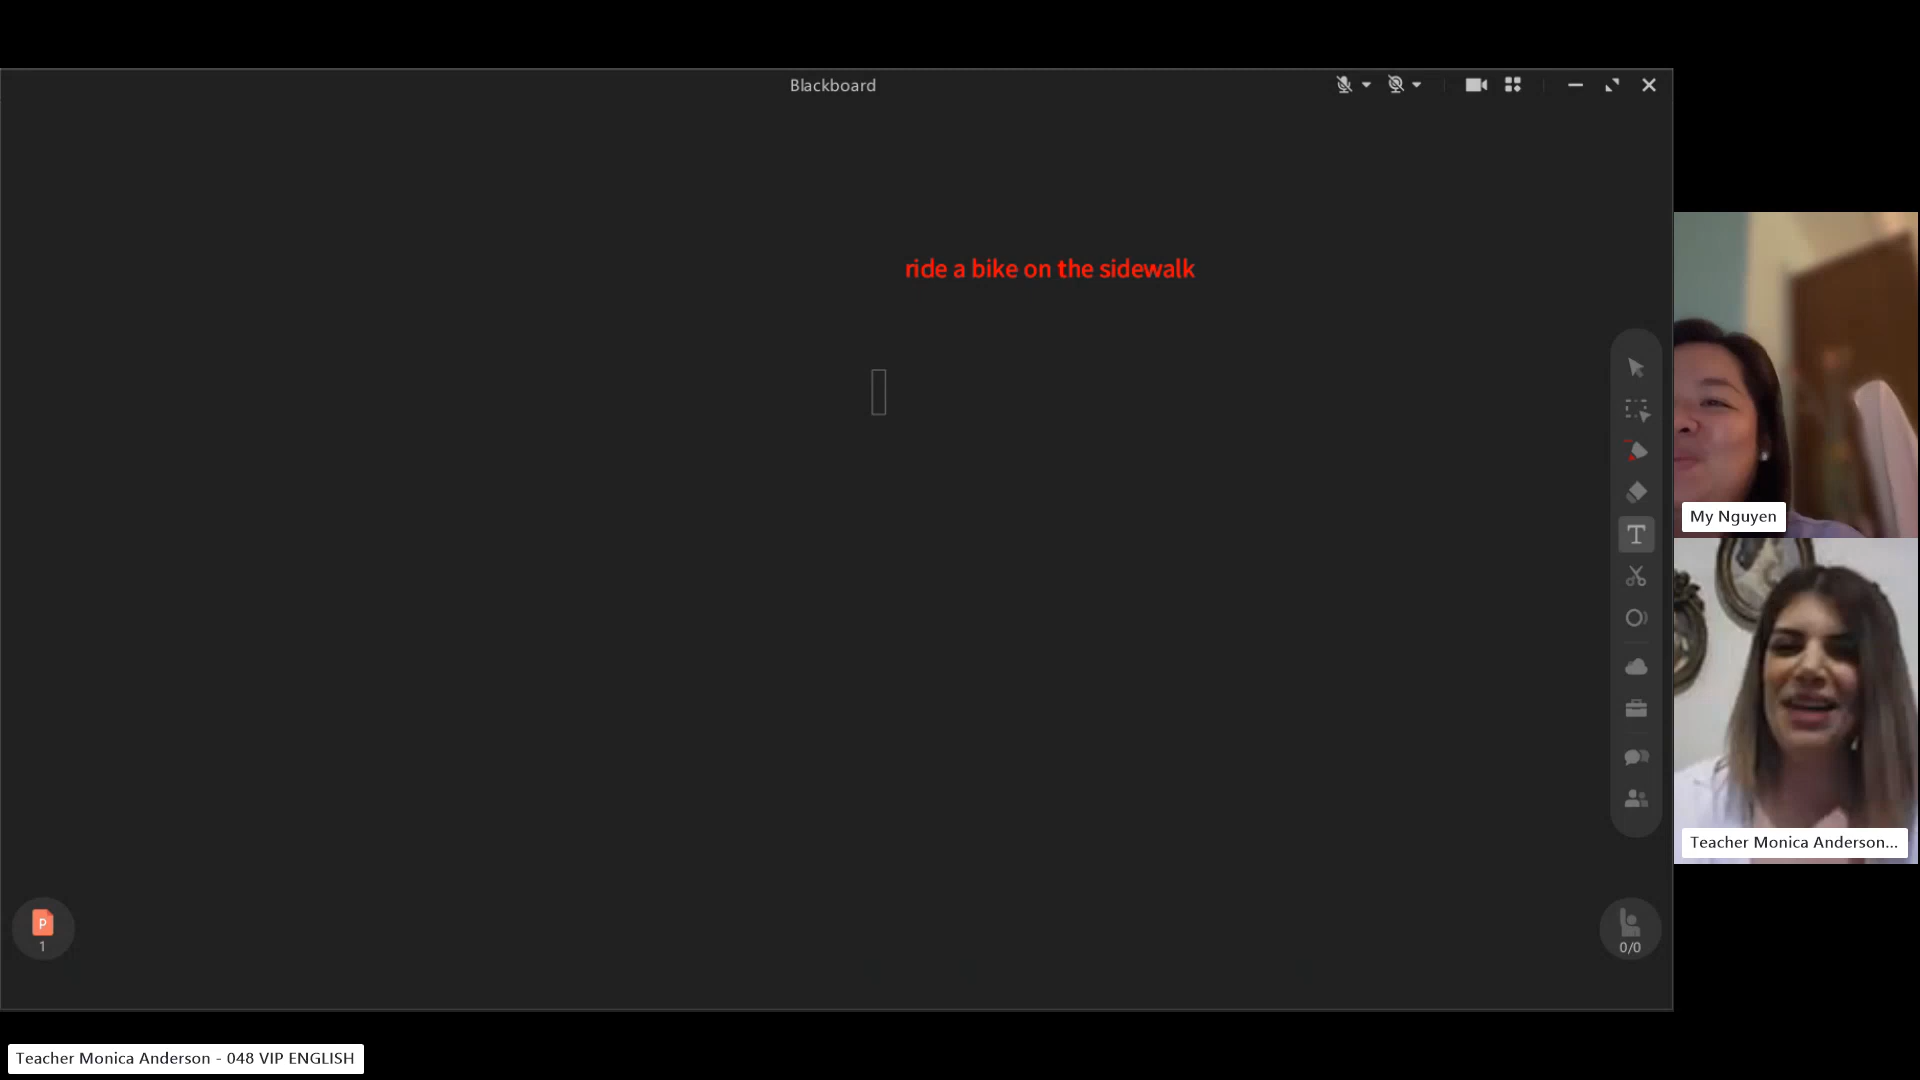 Blackboard
ride a bike on the sidewalk
My Nguyen
T
Teacher Monica Anderson...
P
1
0/0
Teacher Monica Anderson - 048 VIP ENGLISH